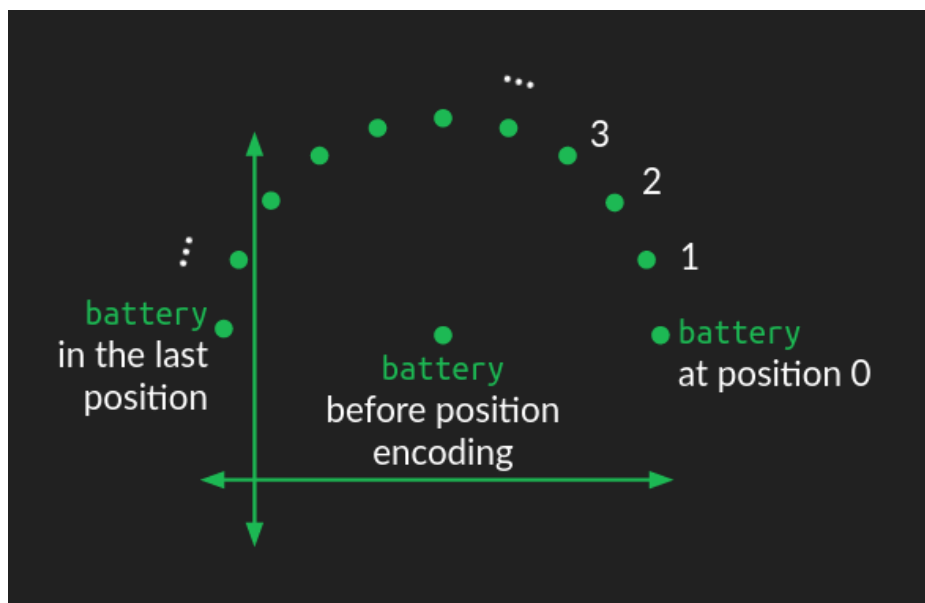 ...
3
2
...
1
battery
in the last
position
battery
before position
encoding
battery
at position 0